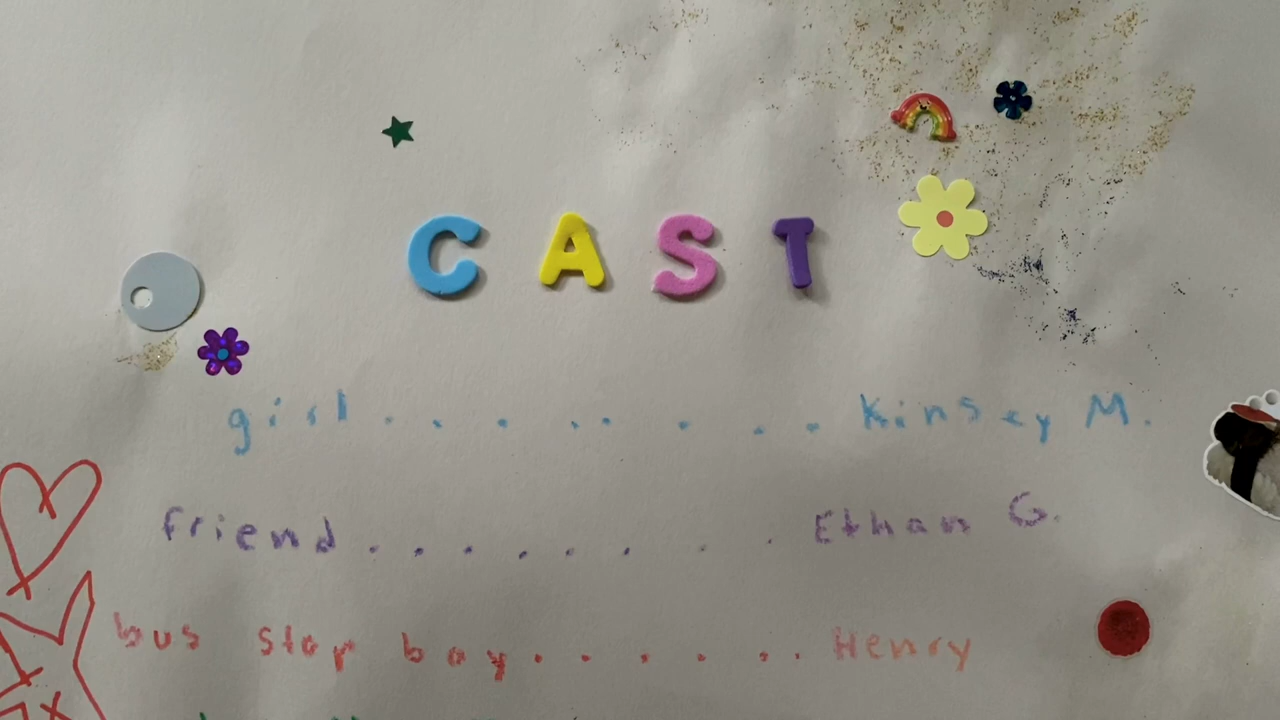 CAST
girl......... Kinsey M.
friend........ Ethan G.
bus stop boy...... Henry